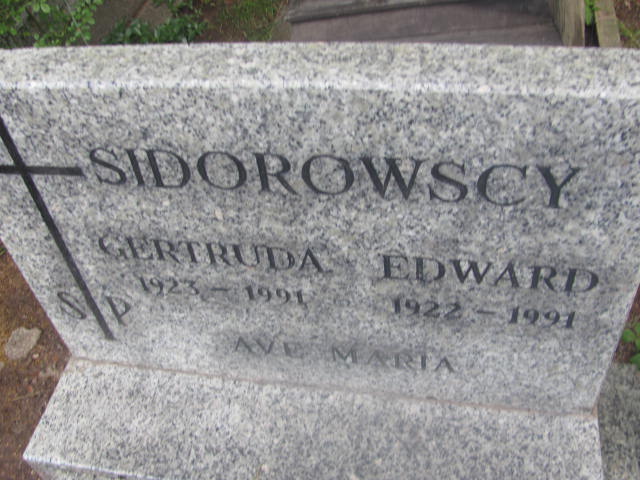 SIDOROWSCY
GERTRUDA EDWARD
1923 - 1991 1922 - 1991
S P
AVE MARIA